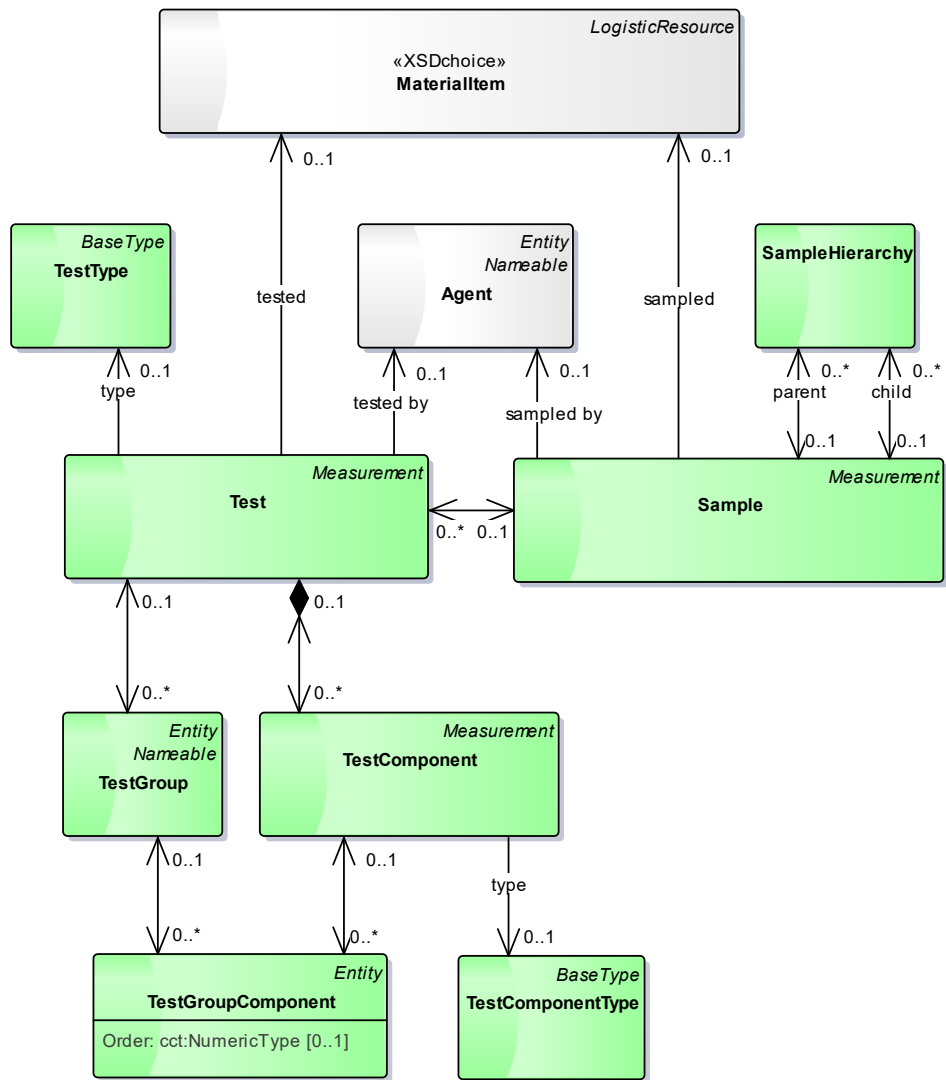 LogisticResource
«XSDchoice»
MaterialItem
0..1
0..1
BaseType
TestType
Entity
Nameable
Agent
SampleHierarchy
tested
sampled
0..1
type
0..1
tested by
0..1
sampled by
0..*
parent
0..*
child
0..1
0..1
Measurement
Test
Measurement
Sample
0..*
0..1
0..1
0..1
0..*
0..*
Entity
Nameable
TestGroup
Measurement
TestComponent
0..1
0..1
type
0..*
0..*
0..1
Entity
TestGroupComponent
Order: cct:NumericType [0..1]
BaseType
TestComponentType